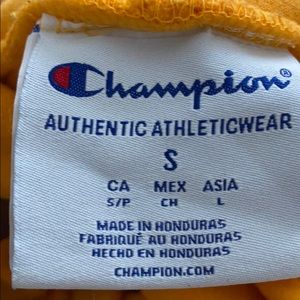 Champion®
AUTHENTIC ATHLETICWEAR
S
CA MEX ASIA
S/P CH L
MADE IN HONDURAS
FABRIQUÉ AU HONDURAS
HECHO EN HONDURAS
CHAMPION.COM